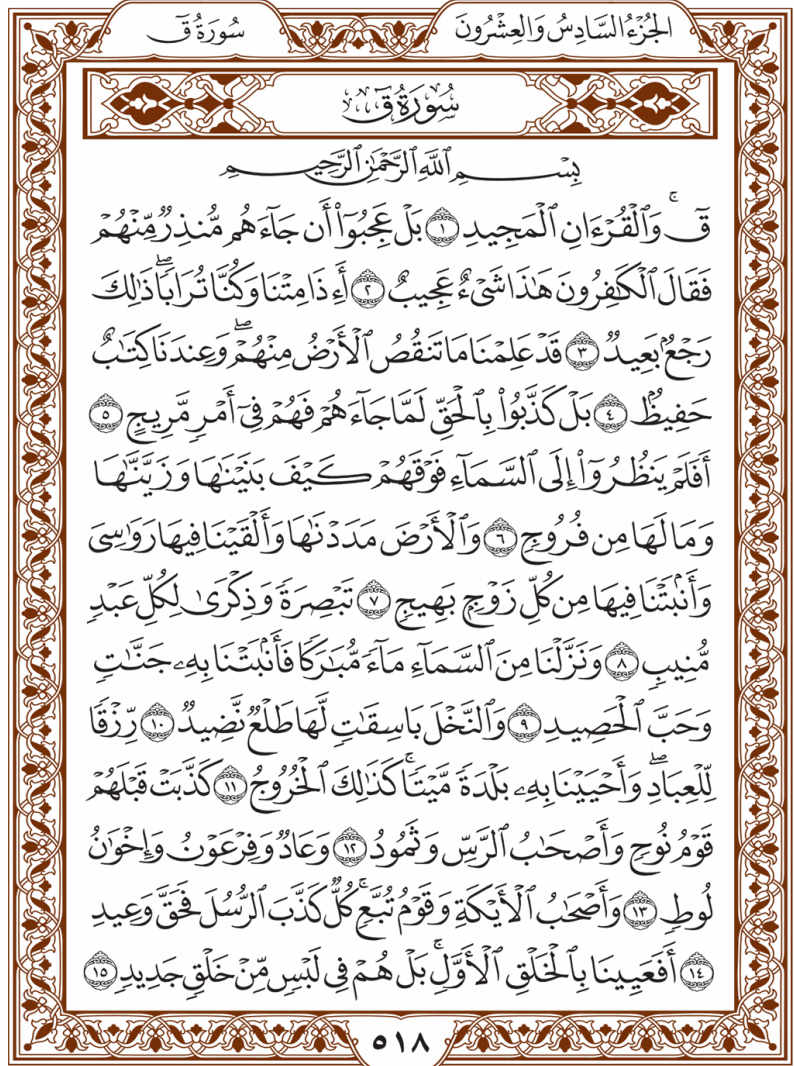 الجُزْءُ السَّادِسُ وَالعِشْرُونَ
سُورَةُ قٓ
سُورَةُ قٓ
بِسْمِ ٱللَّهِ ٱلرَّحْمَٰنِ ٱلرَّحِيمِ
قٓۚ وَٱلْقُرْءَانِ ٱلْمَجِيدِ ١ بَلْ عَجِبُوٓا۟ أَن جَآءَهُم مُّنذِرٌ مِّنْهُمْ
فَقَالَ ٱلْكَٰفِرُونَ هَٰذَا شَىْءٌ عَجِيبٌ ٢ أَءِذَا مِتْنَا وَكُنَّا تُرَابًاۖ ذَٰلِكَ
رَجْعٌۢ بَعِيدٌ ٣ قَدْ عَلِمْنَا مَا تَنقُصُ ٱلْأَرْضُ مِنْهُمْۖ وَعِندَنَا كِتَٰبٌ
حَفِيظٌۢ ٤ بَلْ كَذَّبُوا۟ بِٱلْحَقِّ لَمَّا جَآءَهُمْ فَهُمْ فِىٓ أَمْرٍ مَّرِيجٍ ٥
أَفَلَمْ يَنظُرُوٓا۟ إِلَى ٱلسَّمَآءِ فَوْقَهُمْ كَيْفَ بَنَيْنَٰهَا وَزَيَّنَّٰهَا
وَمَا لَهَا مِن فُرُوجٍ ٦ وَٱلْأَرْضَ مَدَدْنَٰهَا وَأَلْقَيْنَا فِيهَا رَوَٰسِىَ
وَأَنۢبَتْنَا فِيهَا مِن كُلِّ زَوْجٍۭ بَهِيجٍ ٧ تَبْصِرَةً وَذِكْرَىٰ لِكُلِّ عَبْدٍ
مُّنِيبٍ ٨ وَنَزَّلْنَا مِنَ ٱلسَّمَآءِ مَآءً مُّبَٰرَكًا فَأَنۢبَتْنَا بِهِۦ جَنَّٰتٍ
وَحَبَّ ٱلْحَصِيدِ ٩ وَٱلنَّخْلَ بَاسِقَٰتٍ لَّهَا طَلْعٌ نَّضِيدٌ ١٠ رِّزْقًا
لِّلْعِبَادِۖ وَأَحْيَيْنَا بِهِۦ بَلْدَةً مَّيْتًاۚ كَذَٰلِكَ ٱلْخُرُوجُ ١١ كَذَّبَتْ قَبْلَهُمْ
قَوْمُ نُوحٍ وَأَصْحَٰبُ ٱلرَّسِّ وَثَمُودُ ١٢ وَعَادٌ وَفِرْعَوْنُ وَإِخْوَٰنُ
لُوطٍ ١٣ وَأَصْحَٰبُ ٱلْأَيْكَةِ وَقَوْمُ تُبَّعٍۚ كُلٌّ كَذَّبَ ٱلرُّسُلَ فَحَقَّ وَعِيدِ
١٤ أَفَعَيِينَا بِٱلْخَلْقِ ٱلْأَوَّلِۚ بَلْ هُمْ فِى لَبْسٍ مِّنْ خَلْقٍ جَدِيدٍ ١٥
٥١٨